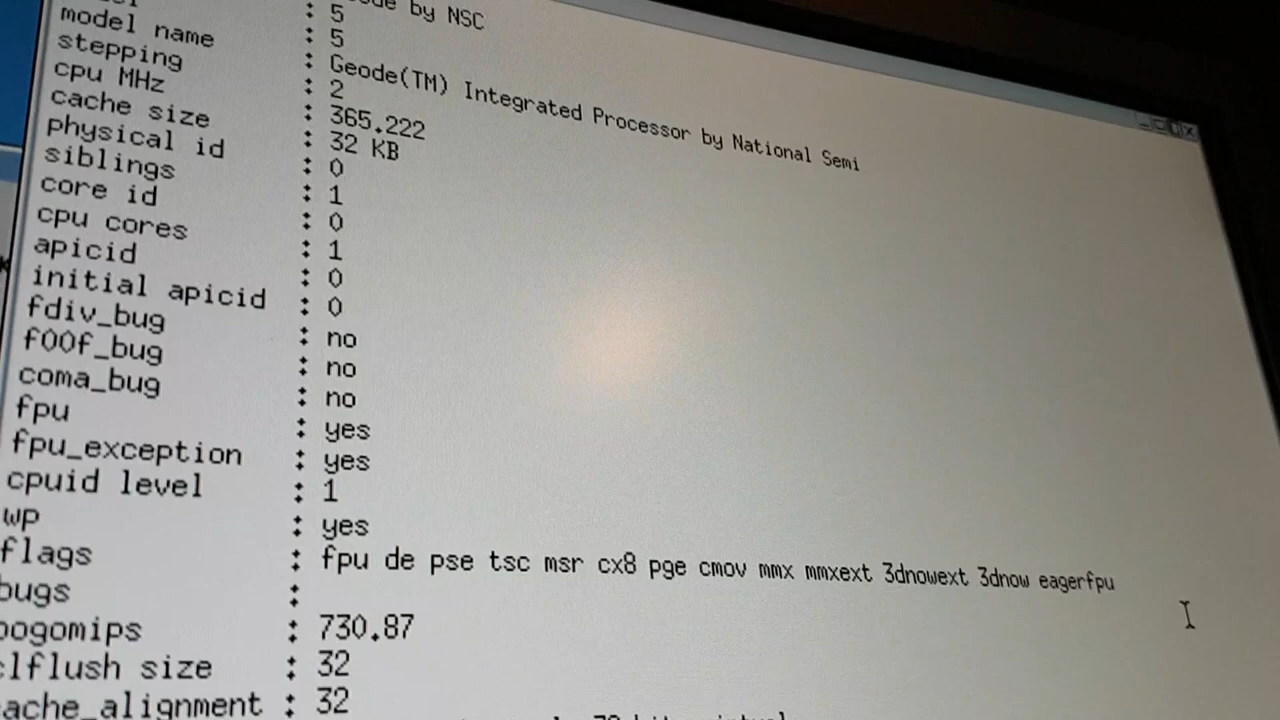 by NSC
: 5
: 5
model name : Geode(TM) Integrated Processor by National Semi
stepping : 2
cpu MHz : 365.222
cache size : 32 KB
physical id : 0
siblings : 1
core id : 0
cpu cores : 1
apicid : 0
initial apicid : 0
fdiv_bug : no
f00f_bug : no
coma_bug : no
fpu : yes
fpu_exception : yes
cpuid level : 1
wp : yes
flags : fpu de pse tsc msr cx8 pge cmov mmx mmxext 3dnowext 3dnow eagerfpu
bugs :
bogomips : 730.87
clflush size : 32
cache_alignment : 32